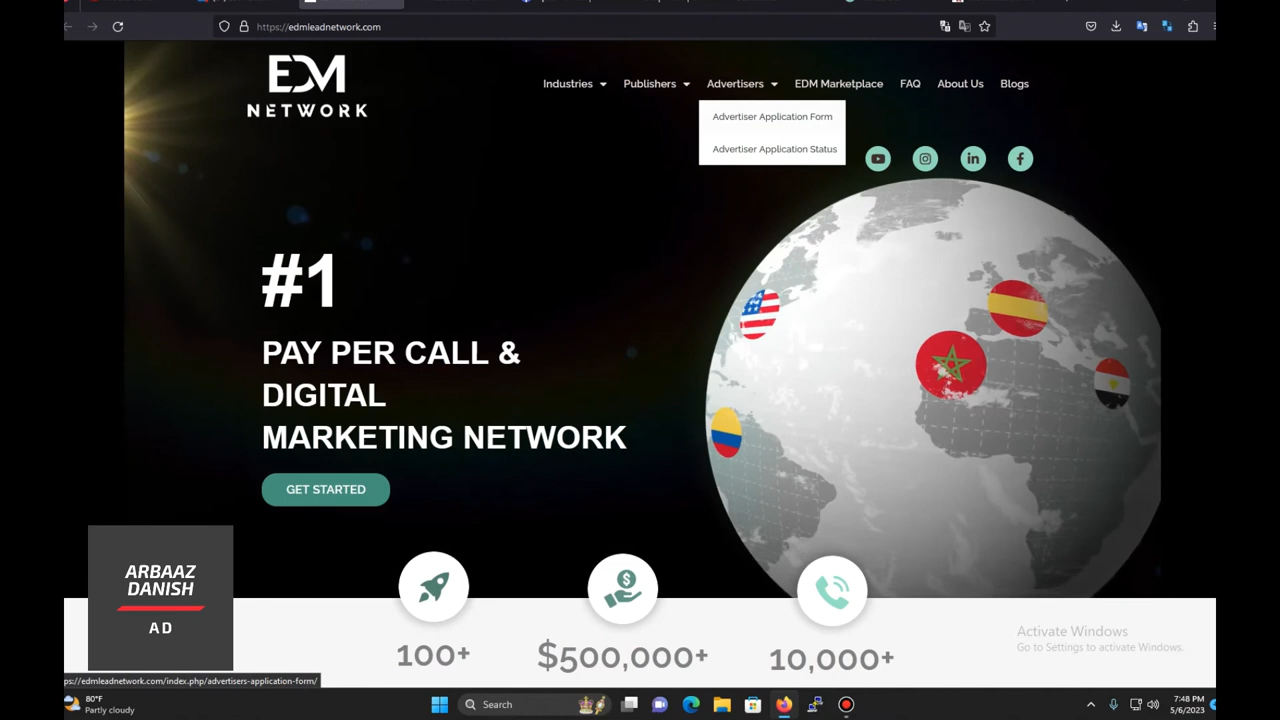 https://edmleadnetwork.com
EDM
NETWORK
Industries
Publishers
Advertisers
EDM Marketplace
FAQ
About Us
Blogs
Advertiser Application Form
Advertiser Application Status
#1
PAY PER CALL &
DIGITAL
MARKETING NETWORK
GET STARTED
ARBAAZ
DANISH
AD
100+
$500,000+
10,000+
Activate Windows
Go to Settings to activate Windows.
ps://edmleadnetwork.com/index.php/advertisers-application-form/
80°F
Partly cloudy
Search
7:48 PM
5/6/2023